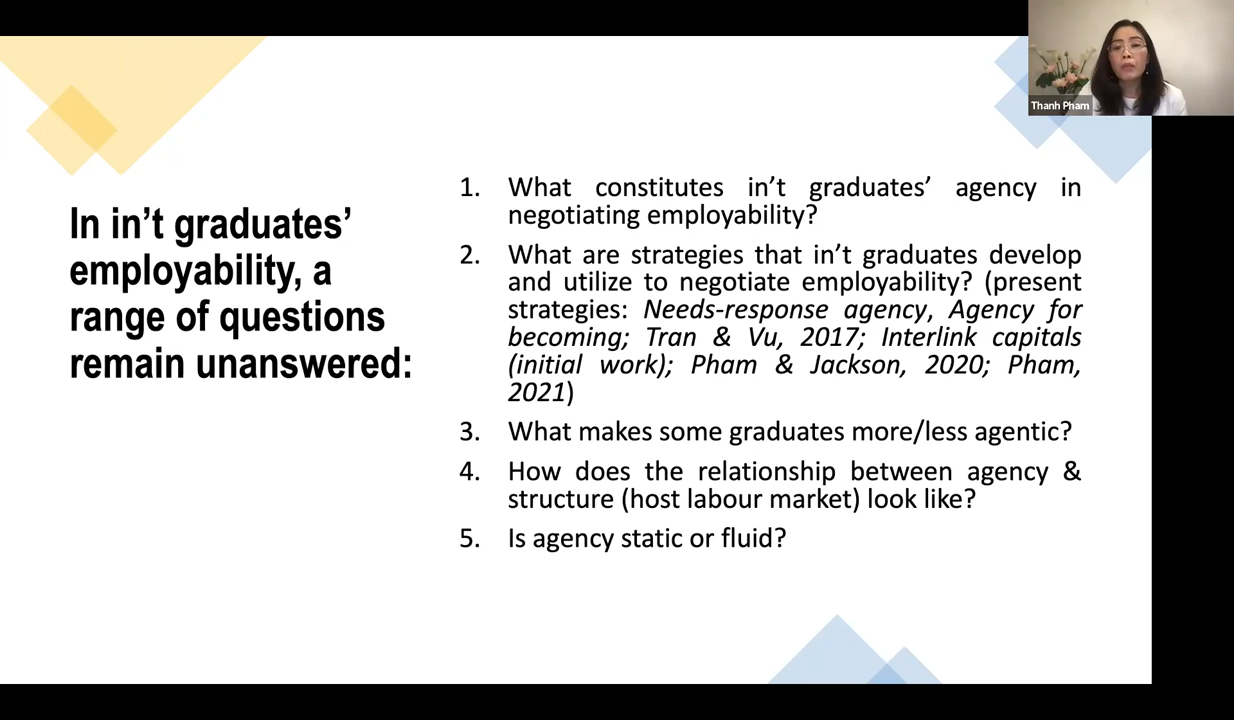 Thanh Pham
In in’t graduates’
employability, a
range of questions
remain unanswered:
1. What constitutes in’t graduates’ agency in
negotiating employability?
2. What are strategies that in’t graduates develop
and utilize to negotiate employability? (present
strategies: Needs-response agency, Agency for
becoming; Tran & Vu, 2017; Interlink capitals
(initial work); Pham & Jackson, 2020; Pham,
2021)
3. What makes some graduates more/less agentic?
4. How does the relationship between agency &
structure (host labour market) look like?
5. Is agency static or fluid?